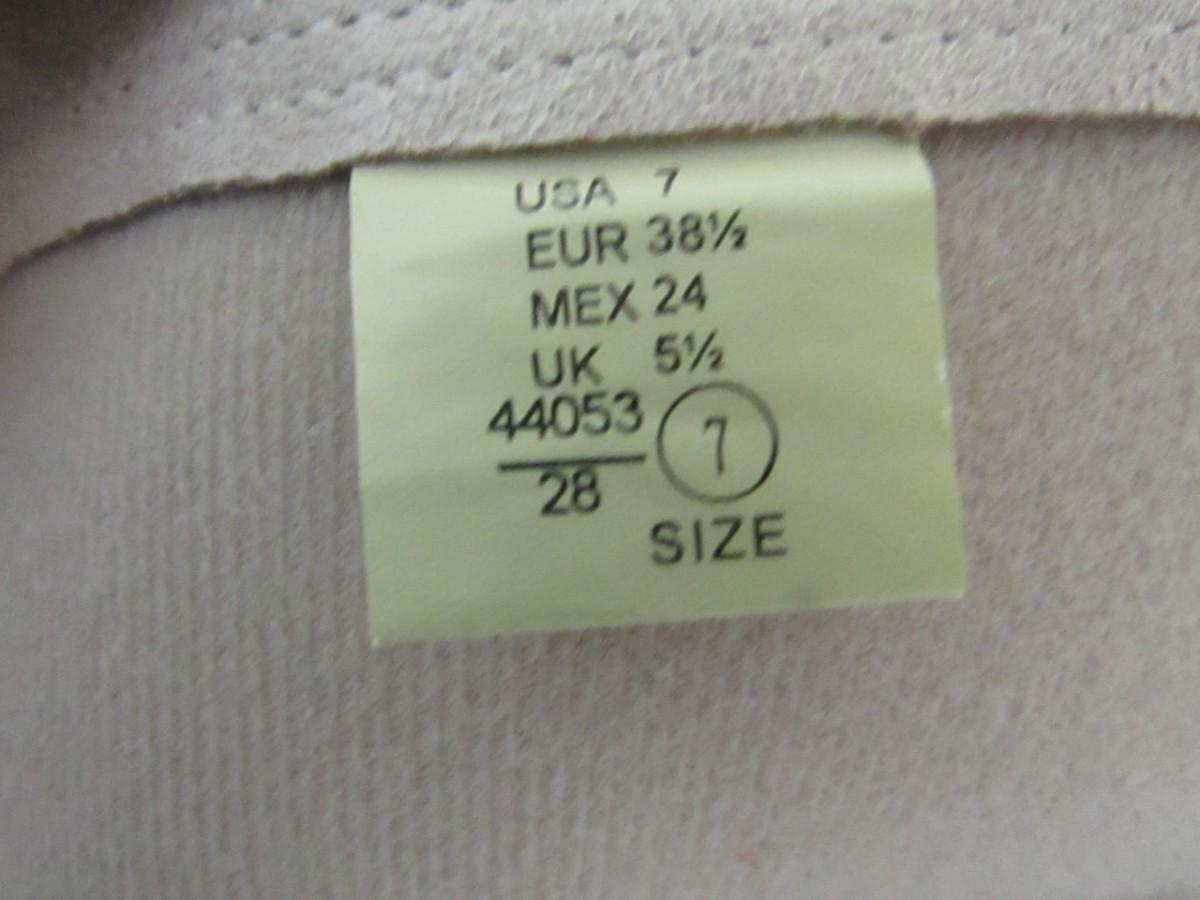 USA 7
EUR 38½
MEX 24
UK 5½
44053
28
7
SIZE